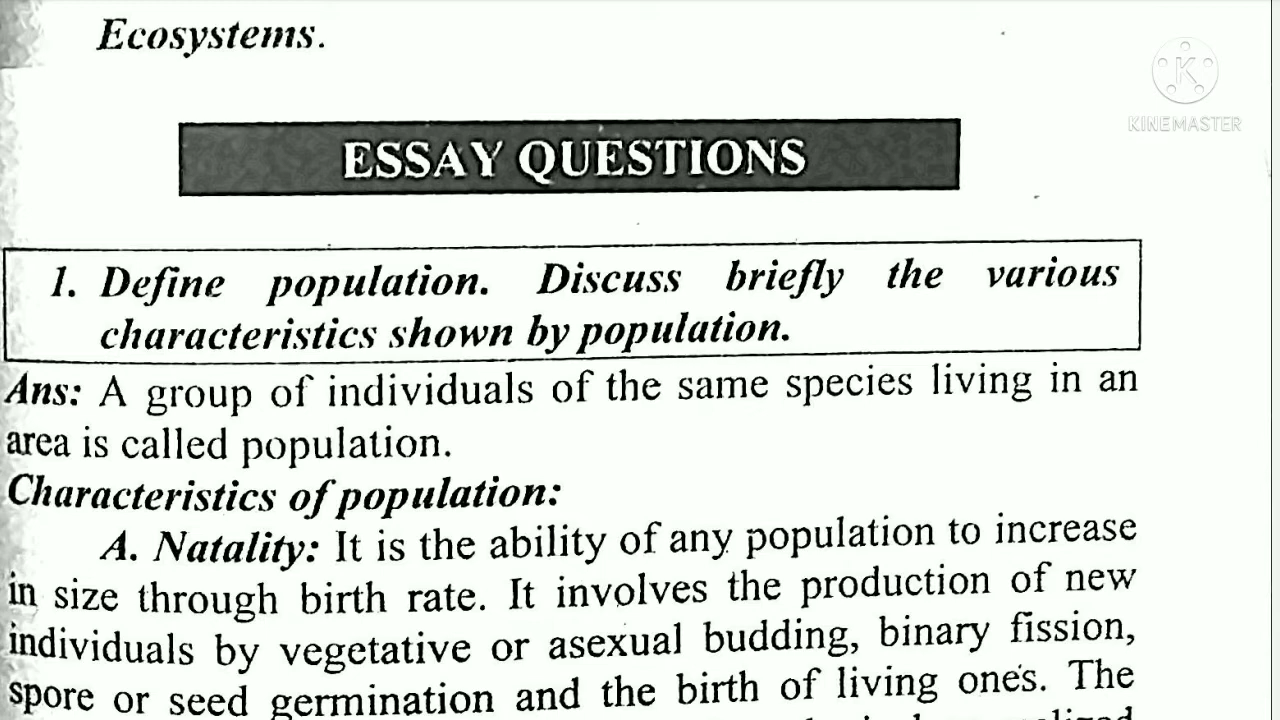 Ecosystems.
KINEMASTER
ESSAY QUESTIONS
1. Define population. Discuss briefly the various
characteristics shown by population.
Ans: A group of individuals of the same species living in an
area is called population.
Characteristics of population:
A. Natality: It is the ability of any population to increase
in size through birth rate. It involves the production of new
individuals by vegetative or asexual budding, binary fission,
spore or seed germination and the birth of living ones. The